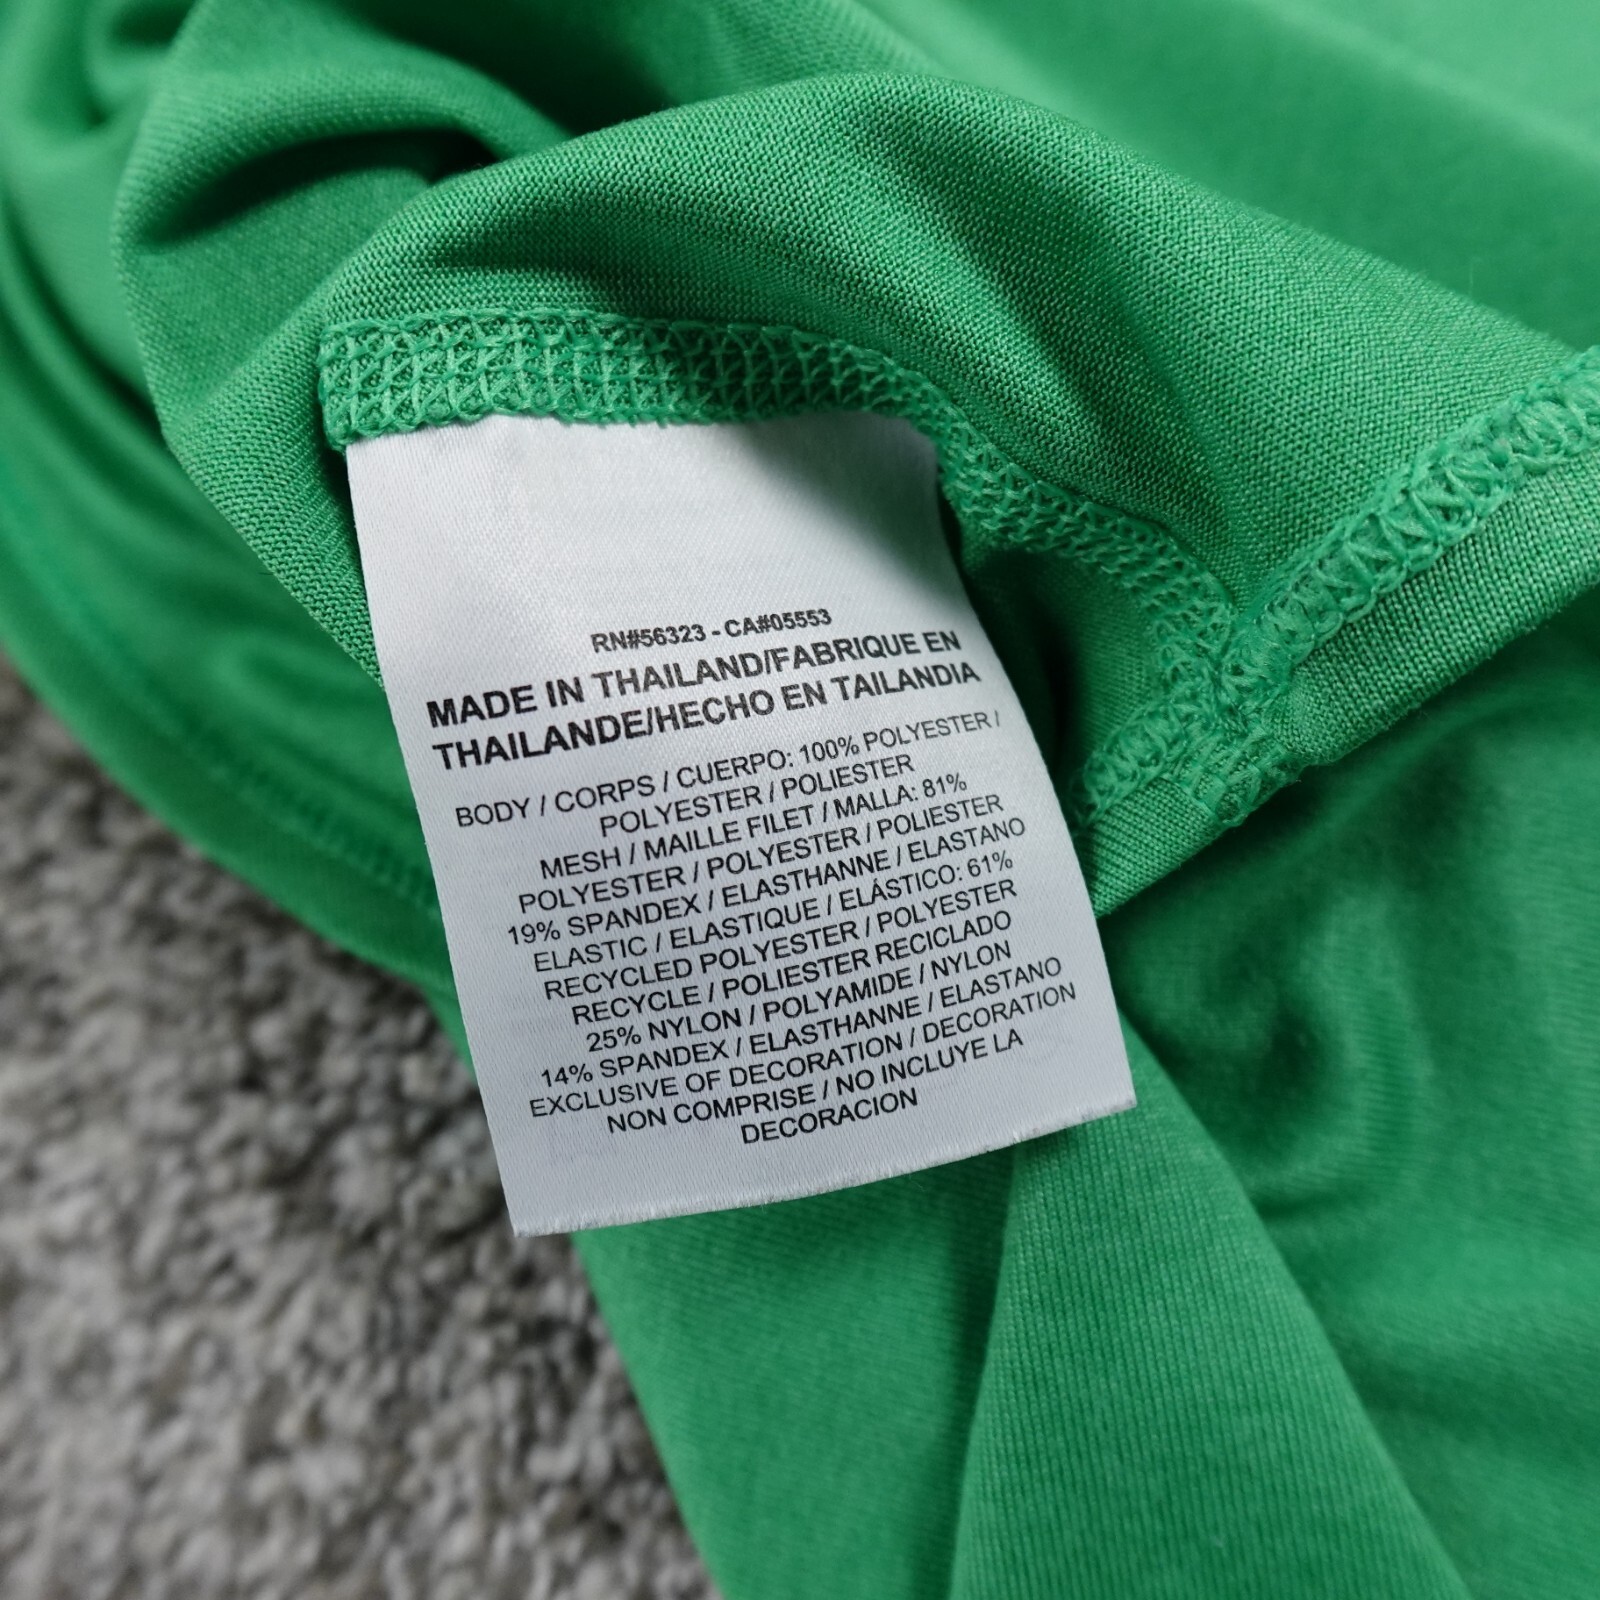 RN#56323 - CA#05553
MADE IN THAILAND/FABRIQUE EN
THAILANDE/HECHO EN TAILANDIA
BODY / CORPS / CUERPO: 100% POLYESTER /
POLYESTER / POLIESTER
MESH / MAILLE FILET / MALLA: 81%
POLYESTER / POLYESTER / POLIESTER
19% SPANDEX / ELASTHANNE / ELASTANO
ELASTIC / ELASTIQUE / ELÁSTICO: 61%
RECYCLED POLYESTER / POLYESTER
RECYCLE / POLIESTER RECICLADO
25% NYLON / POLYAMIDE / NYLON
14% SPANDEX / ELASTHANNE / ELASTANO
EXCLUSIVE OF DECORATION / DECORATION
NON COMPRISE / NO INCLUYE LA
DECORACION